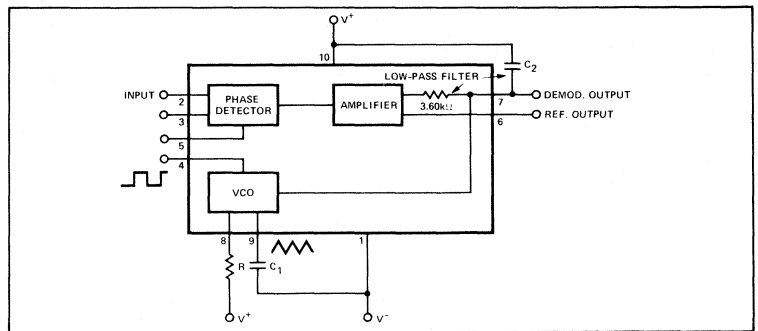 V+
10
C2
LOW-PASS FILTER
INPUT
2
PHASE
DETECTOR
AMPLIFIER
3.60kΩ
7
DEMOD. OUTPUT
3
6
REF. OUTPUT
5
4
VCO
8
9
1
R
C1
V+
V-